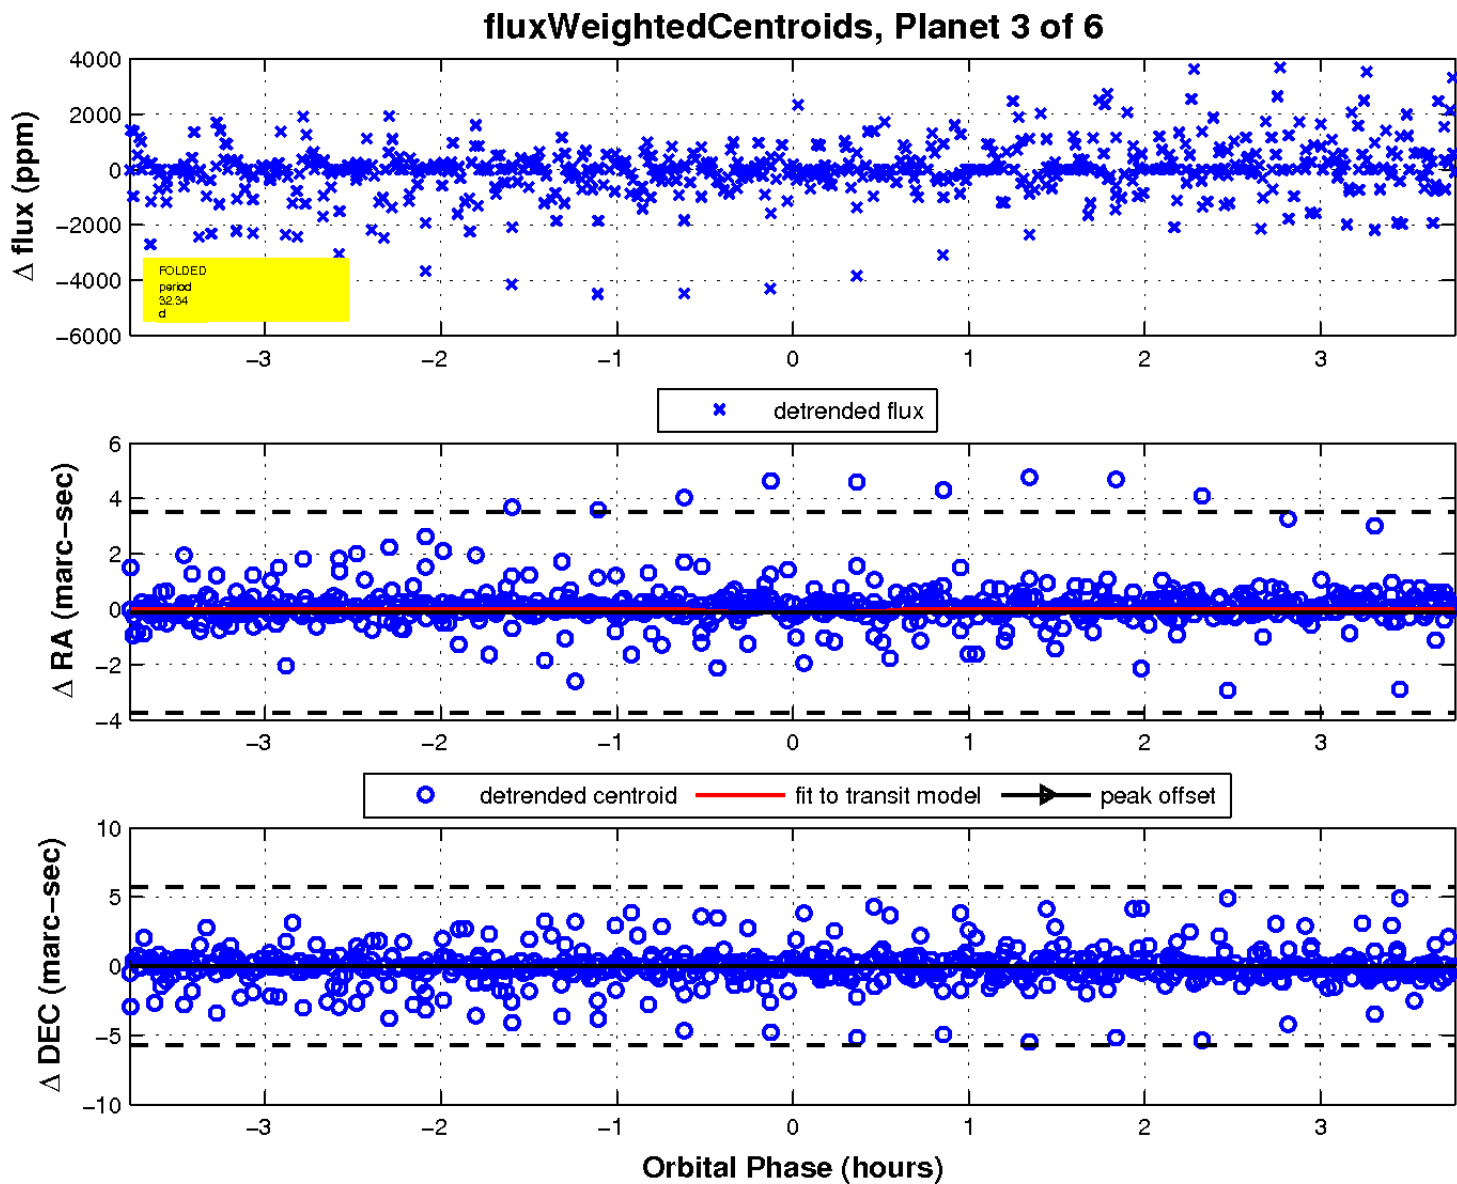 fluxWeightedCentroids, Planet 3 of 6
4000
2000
0
−2000
−4000
−6000
Δ flux (ppm)
FOLDED
period
32.34
d
−3 −2 −1 0 1 2 3
detrended flux
6
4
2
0
−2
−4
Δ RA (marc−sec)
−3 −2 −1 0 1 2 3
detrended centroid fit to transit model peak offset
10
5
0
−5
−10
Δ DEC (marc−sec)
−3 −2 −1 0 1 2 3
Orbital Phase (hours)